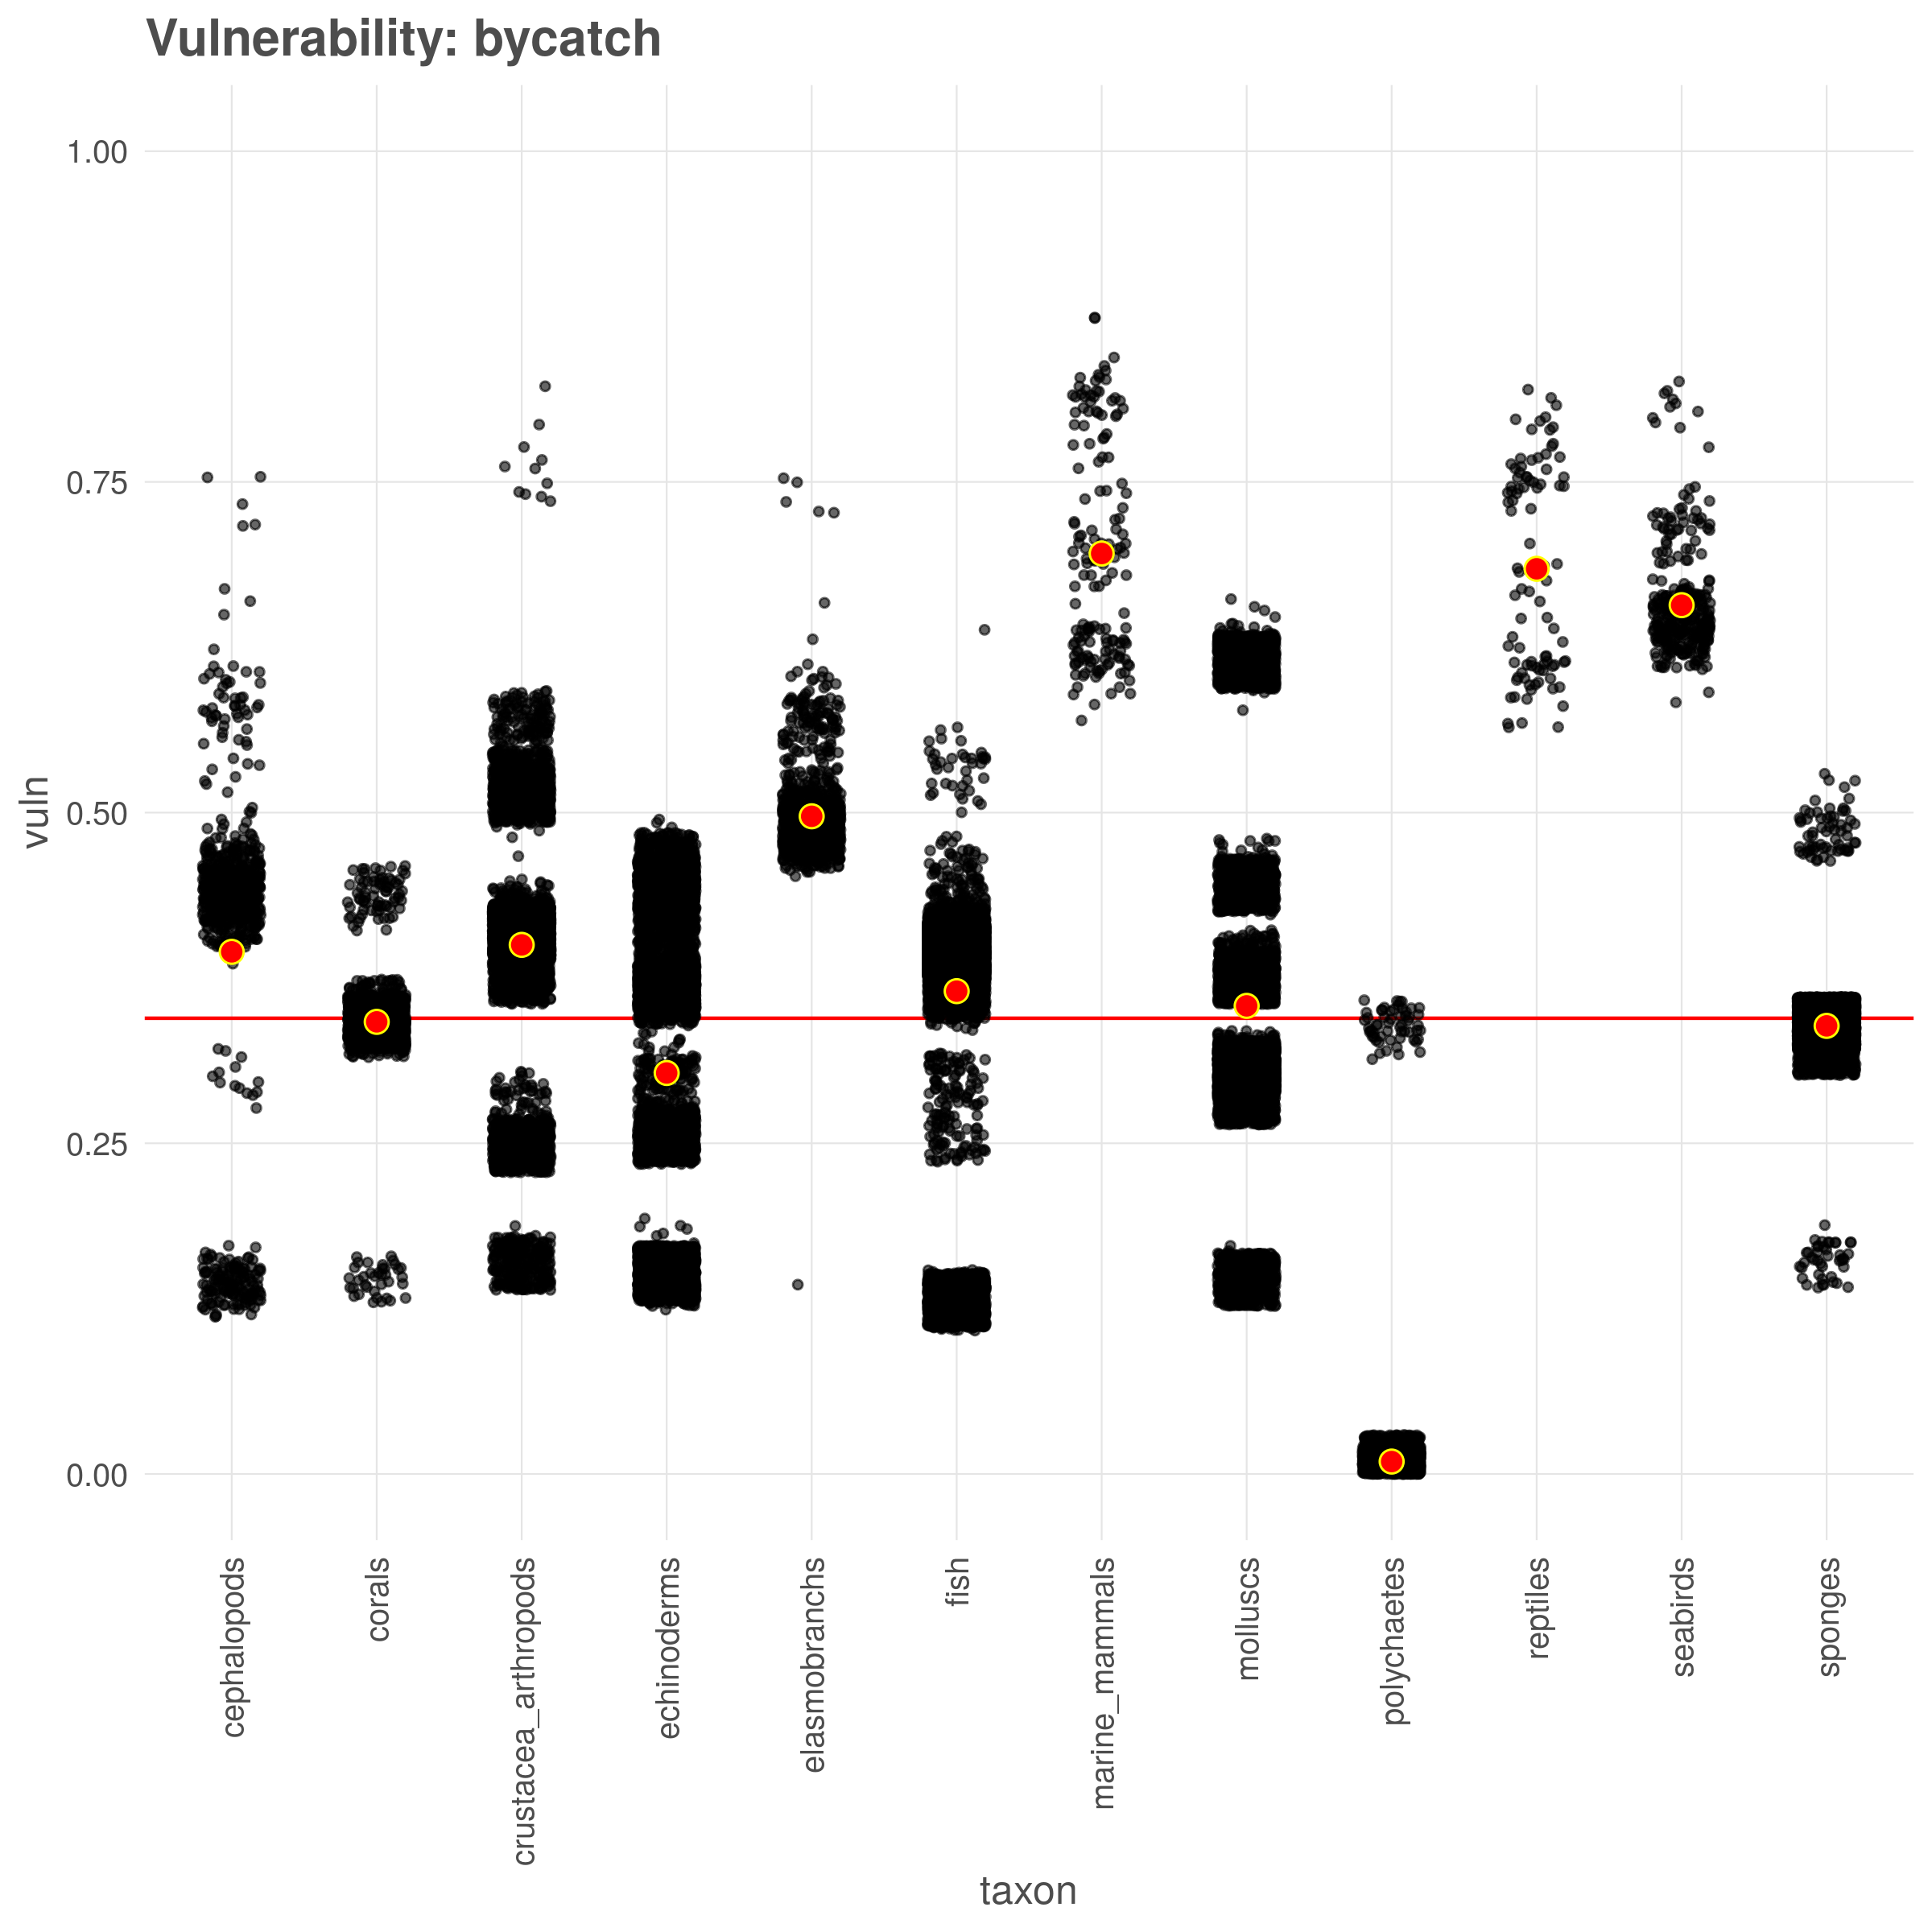 Vulnerability: bycatch
1.00
0.75
0.50
0.25
0.00
vuln
cephalopods
corals
crustacea_arthropods
echinoderms
elasmobranchs
fish
marine_mammals
molluscs
polychaetes
reptiles
seabirds
sponges
taxon